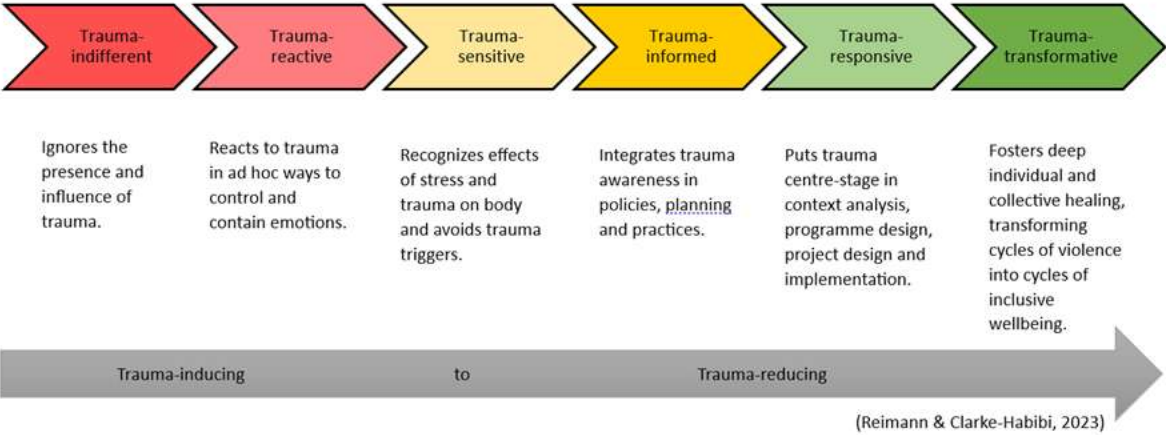 Trauma-
indifferent
Trauma-
reactive
Trauma-
sensitive
Trauma-
informed
Trauma-
responsive
Trauma-
transformative
Ignores the
presence and
influence of
trauma.
Reacts to trauma
in ad hoc ways to
control and
contain emotions.
Recognizes effects
of stress and
trauma on body
and avoids trauma
triggers.
Integrates trauma
awareness in
policies, planning
and practices.
Puts trauma
centre-stage in
context analysis,
programme design,
project design and
implementation.
Fosters deep
individual and
collective healing,
transforming
cycles of violence
into cycles of
inclusive
wellbeing.
Trauma-inducing to Trauma-reducing
(Reimann & Clarke-Habibi, 2023)